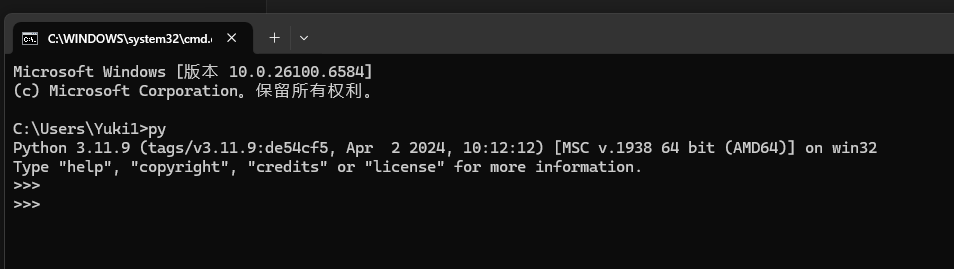 C:\WINDOWS\system32\cmd.
Microsoft Windows [版本 10.0.26100.6584]
(c) Microsoft Corporation。保留所有权利。
C:\Users\Yuki1>py
Python 3.11.9 (tags/v3.11.9:de54cf5, Apr  2 2024, 10:12:12) [MSC v.1938 64 bit (AMD64)] on win32
Type "help", "copyright", "credits" or "license" for more information.
>>>
>>>